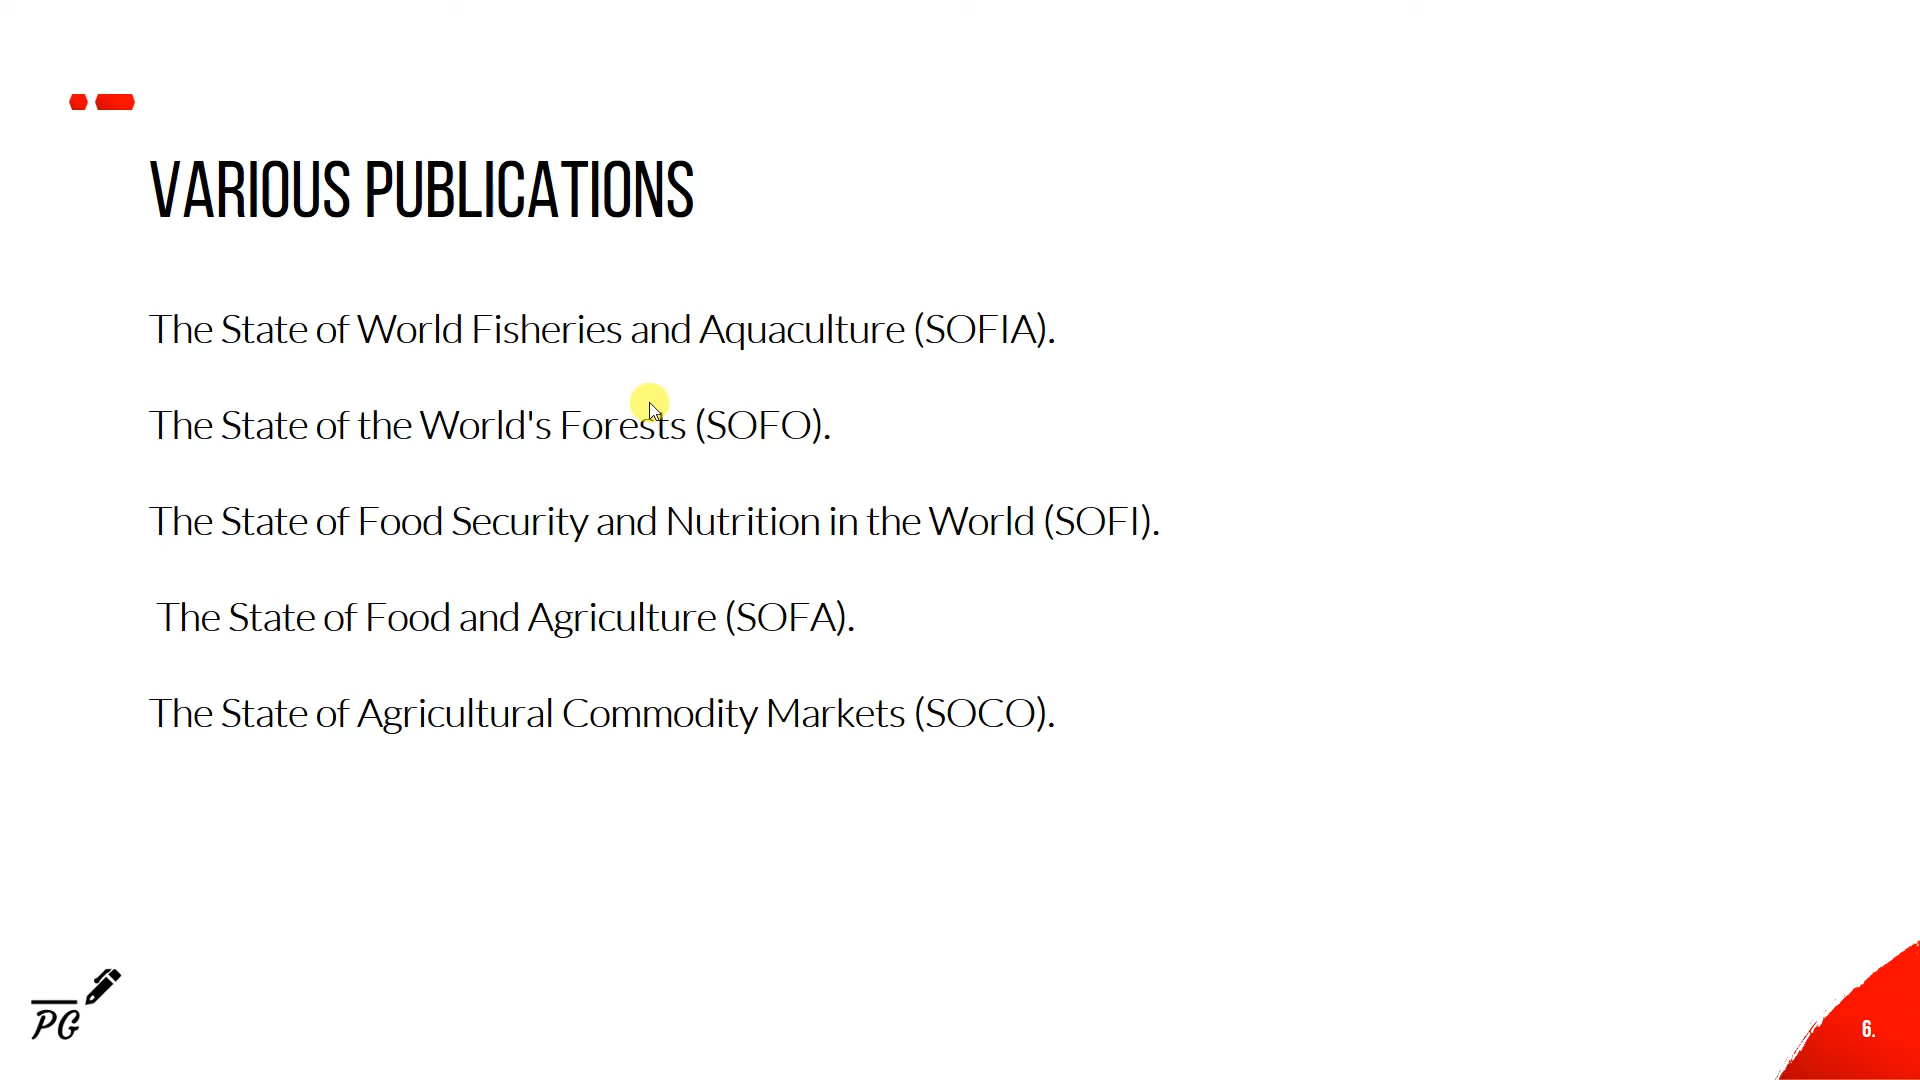 VARIOUS PUBLICATIONS
The State of World Fisheries and Aquaculture (SOFIA).
The State of the World's Forests (SOFO).
The State of Food Security and Nutrition in the World (SOFI).
The State of Food and Agriculture (SOFA).
The State of Agricultural Commodity Markets (SOCO).
PG
6.